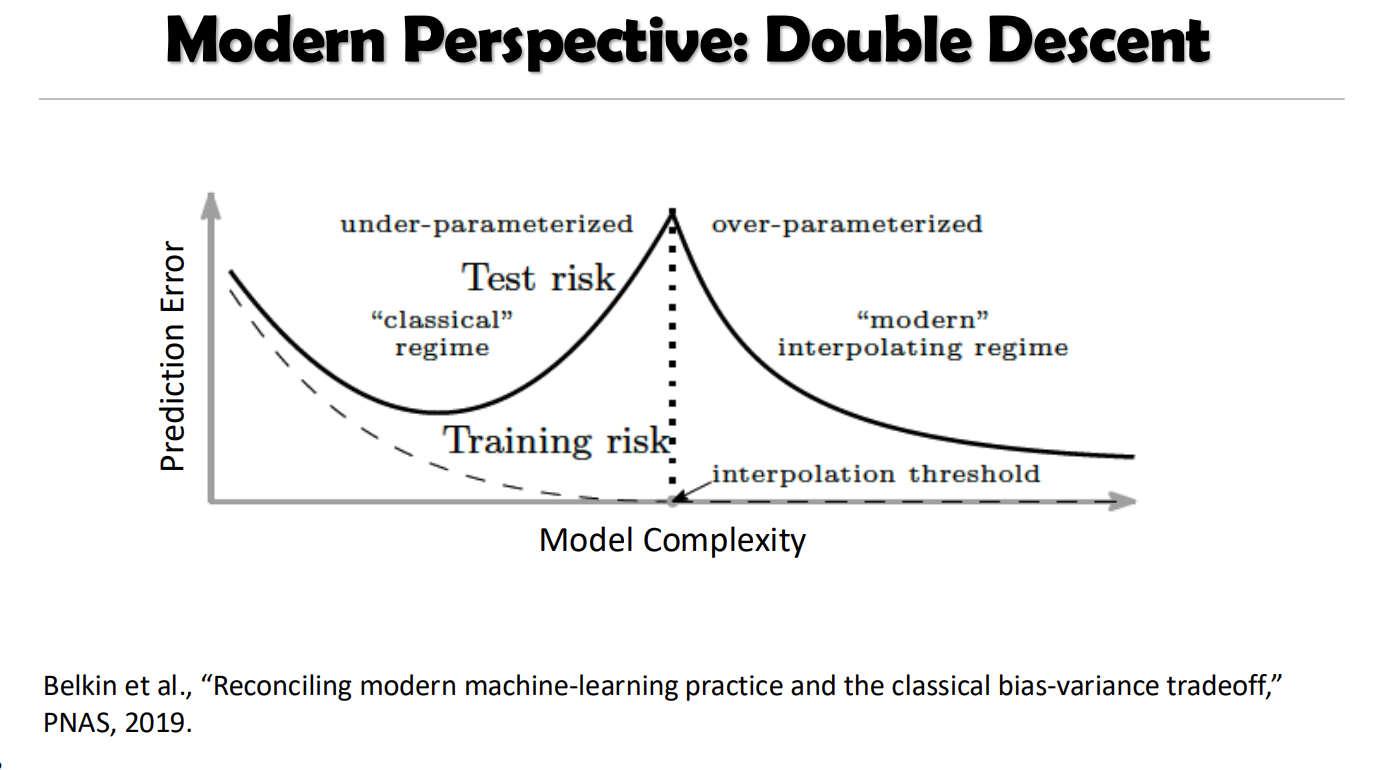 Modern Perspective: Double Descent
under-parameterized
over-parameterized
Test risk
"classical"
regime
"modern"
interpolating regime
Prediction Error
Training risk
interpolation threshold
Model Complexity
Belkin et al., “Reconciling modern machine-learning practice and the classical bias-variance tradeoff,”
PNAS, 2019.